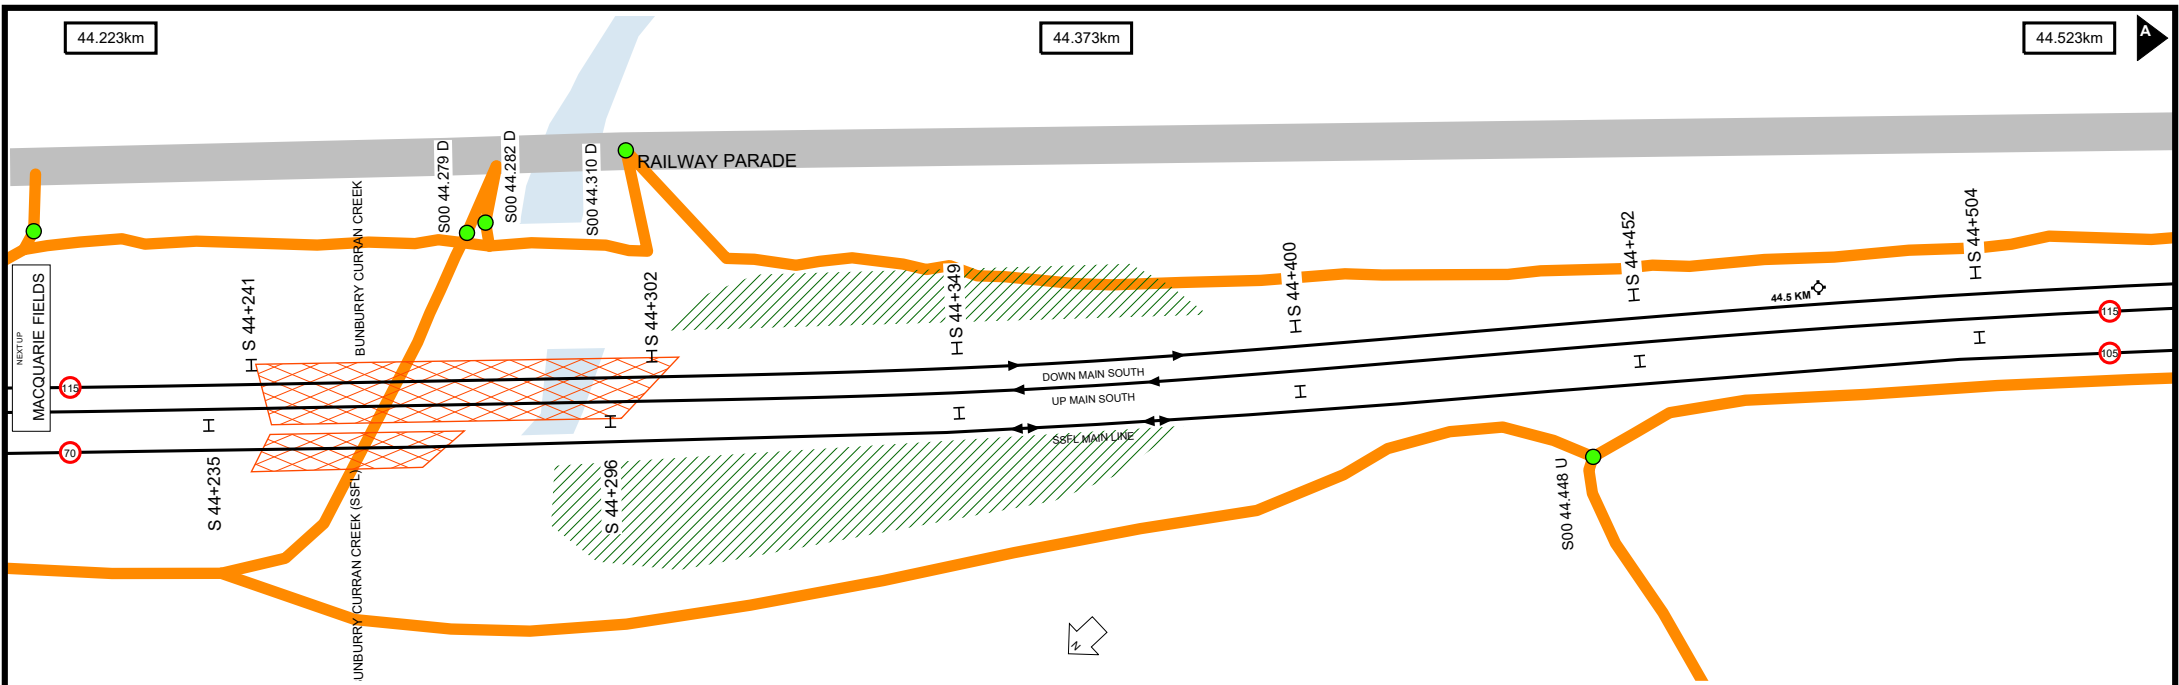 44.223km
44.373km
44.523km
A
RAILWAY PARADE
S00 44.279 D
S00 44.282 D
S00 44.310 D
BUNBURRY CURRAN CREEK
NEXT UP
MACQUARIE FIELDS
S 44+241
S 44+302
S 44+349
S 44+400
S 44+452
S 44+504
44.5 KM
115
115
105
70
DOWN MAIN SOUTH
UP MAIN SOUTH
SSFL MAIN LINE
S 44+235
S 44+296
S00 44.448 U
UNBURRY CURRAN CREEK (SSFL)
N